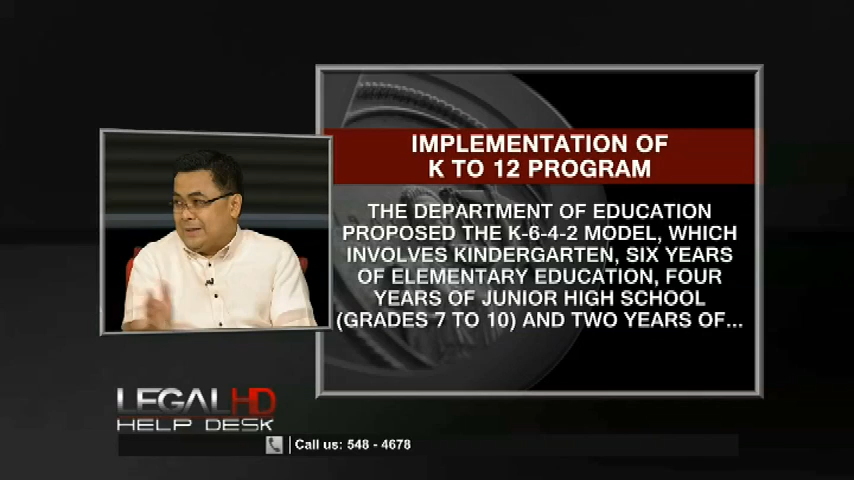 IMPLEMENTATION OF
K TO 12 PROGRAM
THE DEPARTMENT OF EDUCATION
PROPOSED THE K-6-4-2 MODEL, WHICH
INVOLVES KINDERGARTEN, SIX YEARS
OF ELEMENTARY EDUCATION, FOUR
YEARS OF JUNIOR HIGH SCHOOL
(GRADES 7 TO 10) AND TWO YEARS OF...
LEGAL HD
HELP DESK
Call us: 548 - 4678